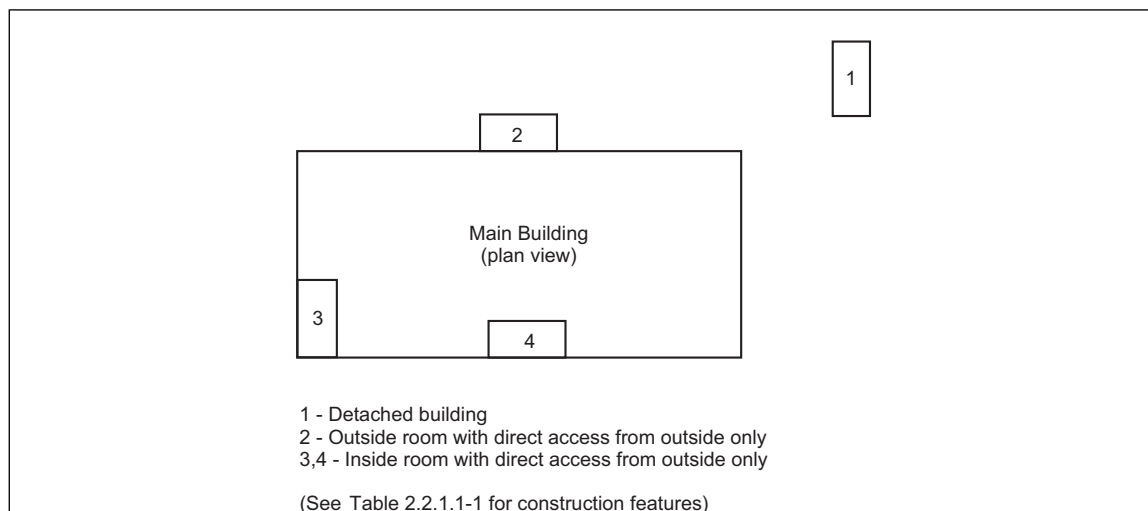 1
2
Main Building
(plan view)
3
4
1 - Detached building
2 - Outside room with direct access from outside only
3,4 - Inside room with direct access from outside only
(See Table 2.2.1.1-1 for construction features)